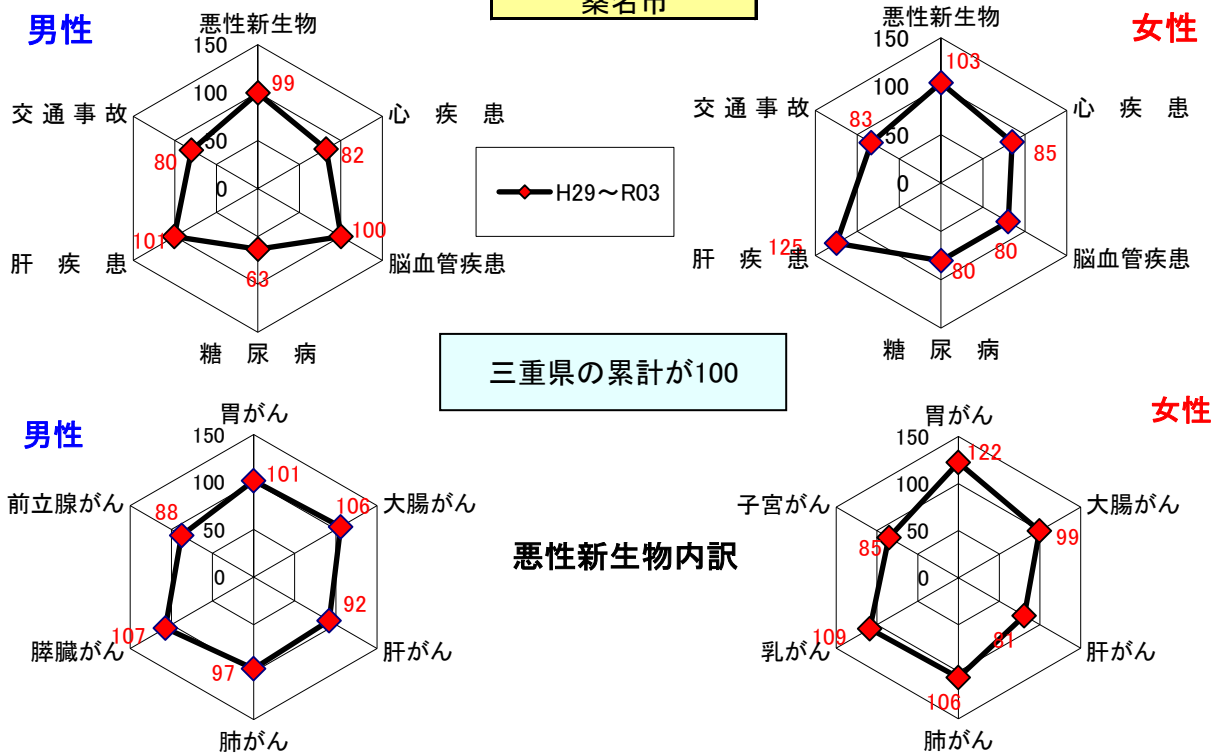 桑名市
男性
悪性新生物
150
100
50
0
99
心 疾 患
82
脳血管疾患
100
糖 尿 病
63
肝 疾 患
101
交通事故
80
H29～R03
女性
悪性新生物
150
100
50
0
103
心 疾 患
85
脳血管疾患
80
糖 尿 病
80
肝 疾 患
125
交通事故
83
三重県の累計が100
男性
胃がん
150
100
50
0
101
大腸がん
106
肝がん
92
肺がん
97
膵臓がん
107
前立腺がん
88
悪性新生物内訳
女性
胃がん
150
100
50
0
122
大腸がん
99
肝がん
81
肺がん
106
乳がん
109
子宮がん
85